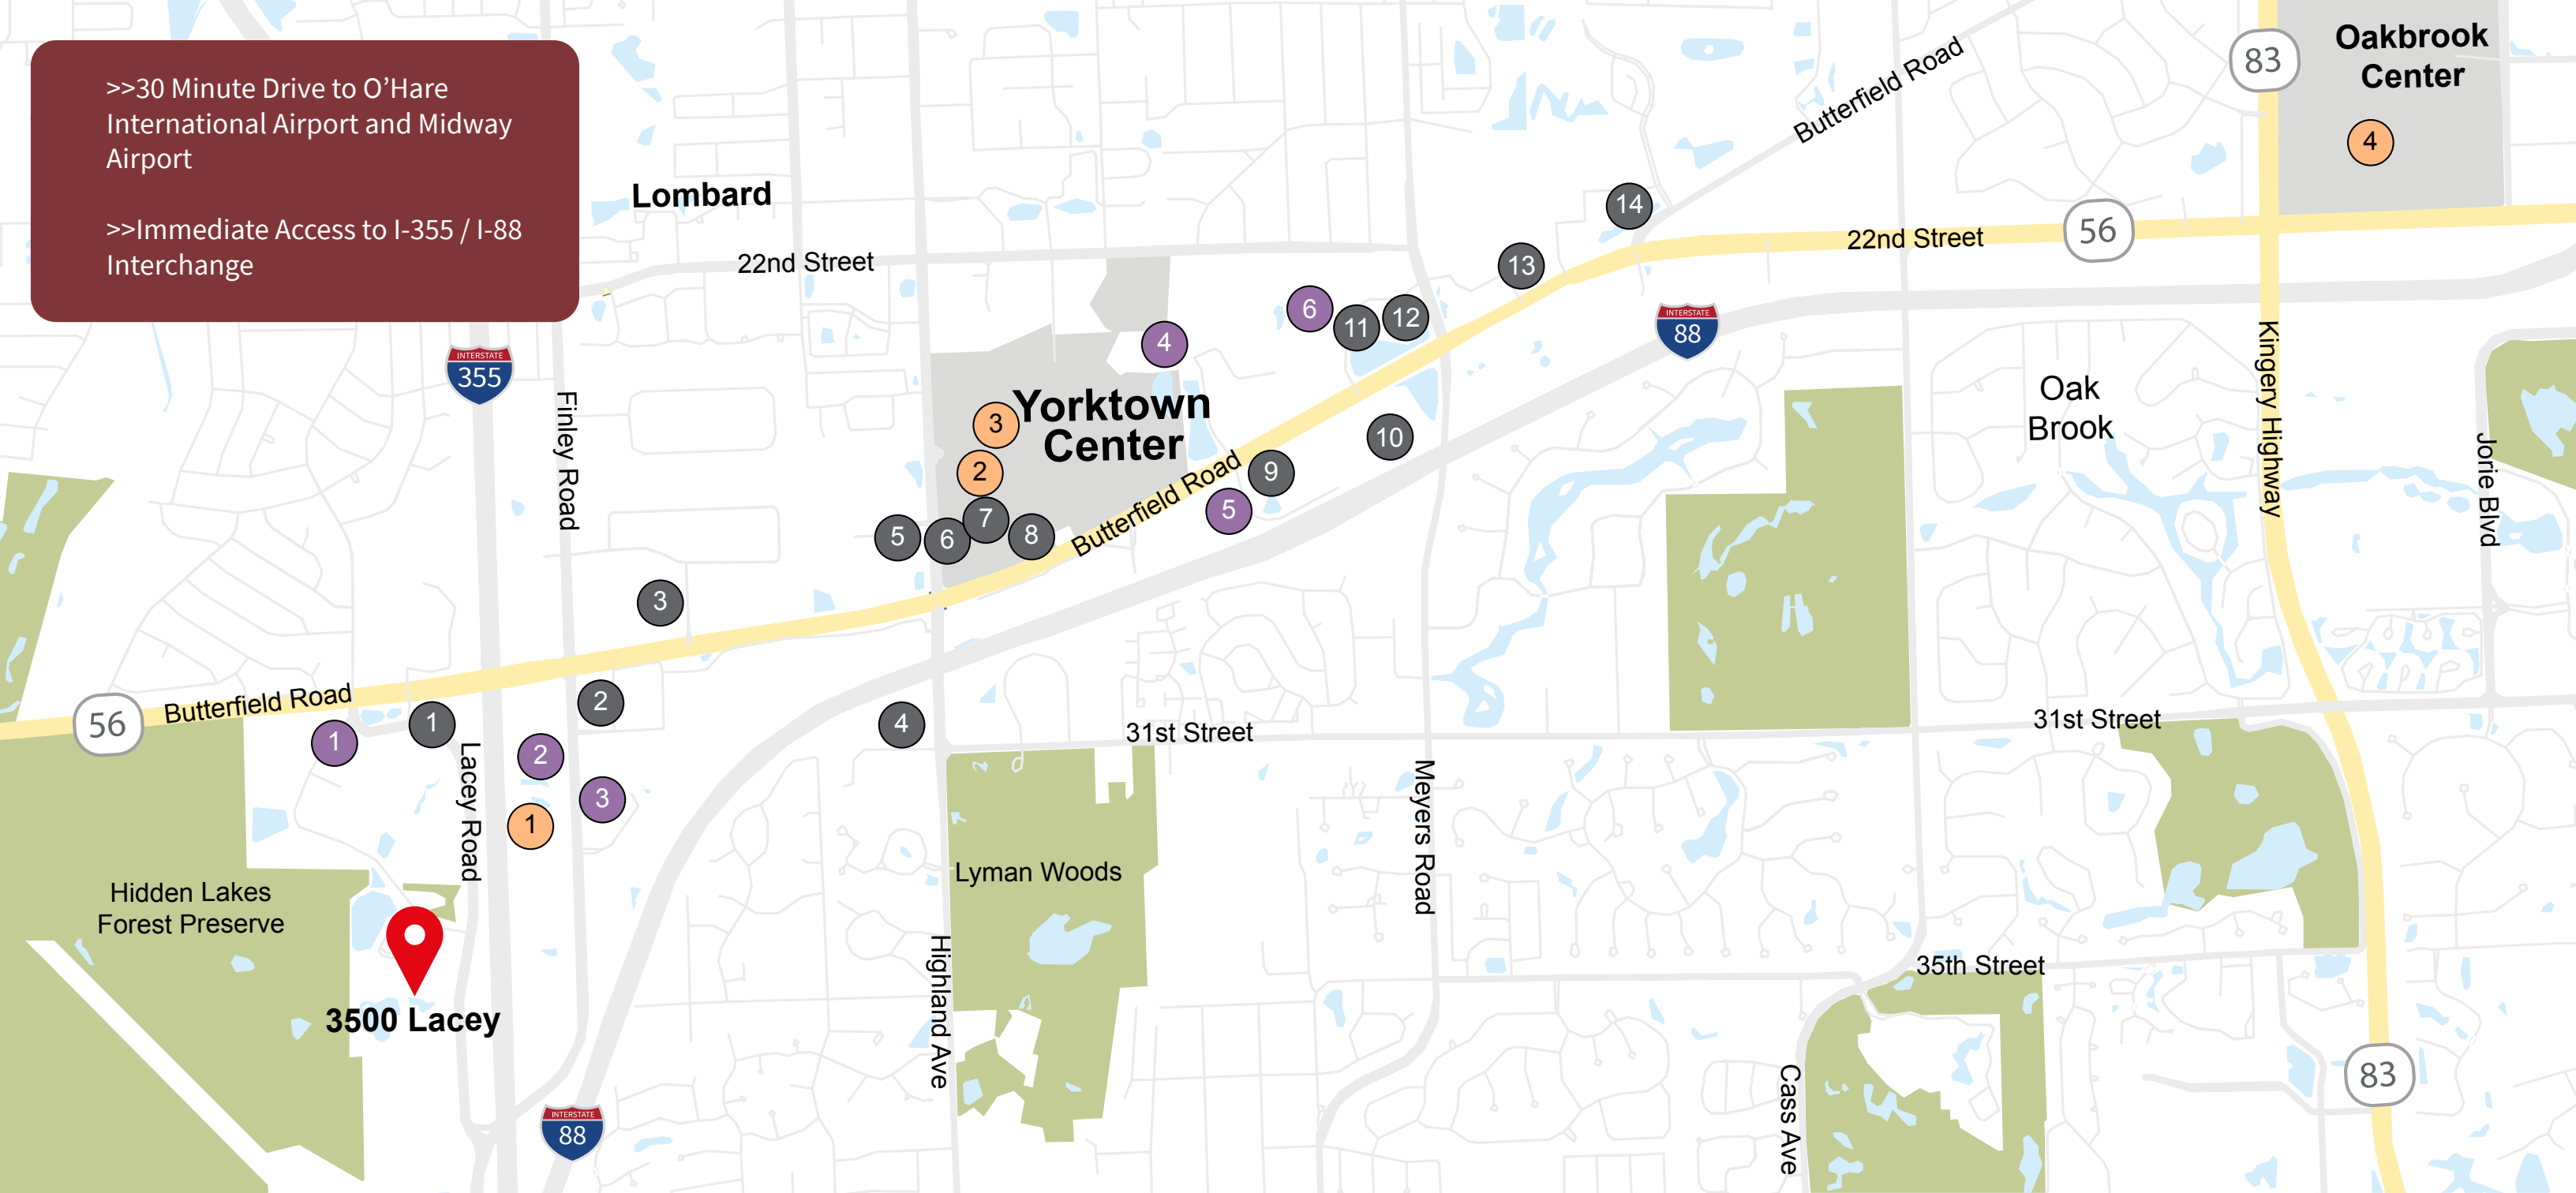 >>30 Minute Drive to O’Hare
International Airport and Midway
Airport
>>Immediate Access to I-355 / I-88
Interchange
Oakbrook
Center
83
4
Butterfield Road
Lombard
14
56
22nd Street
22nd Street
13
6
11
12
INTERSTATE
88
4
INTERSTATE
355
Finley Road
Kingery Highway
Oak
Brook
Yorktown
Center
3
2
10
9
Jorie Blvd
5
Butterfield Road
5
6
7
8
3
2
Butterfield Road
56
1
1
4
31st Street
31st Street
2
3
1
Lacey Road
Meyers Road
Lyman Woods
Hidden Lakes
Forest Preserve
3500 Lacey
Highland Ave
35th Street
Cass Ave
83
INTERSTATE
88